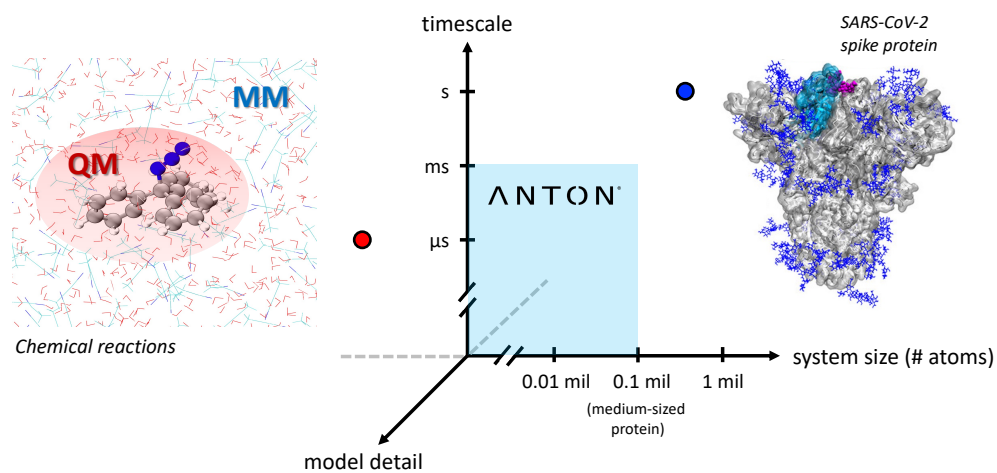 timescale
SARS-CoV-2
spike protein
MM
s
QM
ms
ANTON®
µs
Chemical reactions
system size (# atoms)
0.01 mil
0.1 mil
1 mil
(medium-sized
protein)
model detail